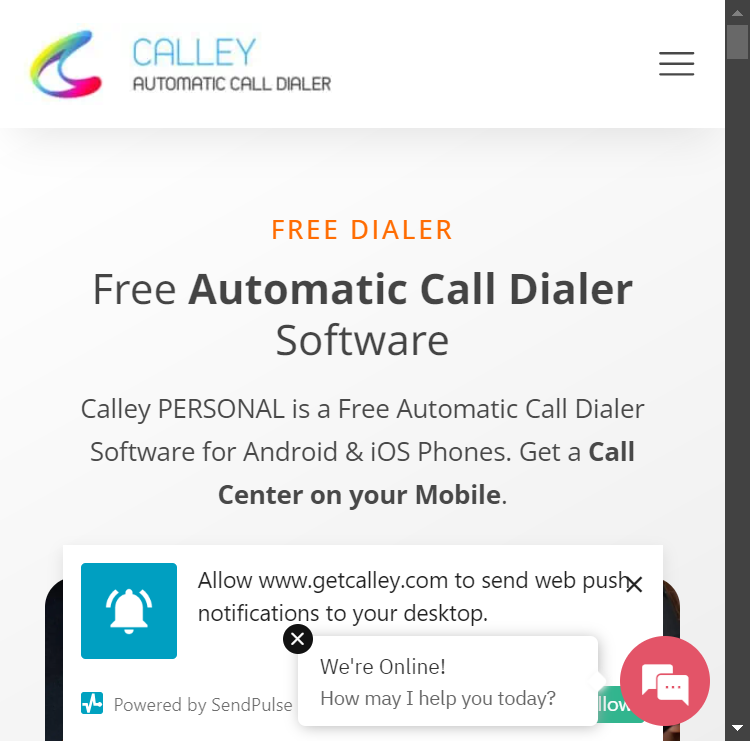 CALLEY
AUTOMATIC CALL DIALER
FREE DIALER
Free Automatic Call Dialer
Software
Calley PERSONAL is a Free Automatic Call Dialer
Software for Android & iOS Phones. Get a Call
Center on your Mobile.
Allow www.getcalley.com to send web push
notifications to your desktop.
We're Online!
How may I help you today?
Powered by SendPulse